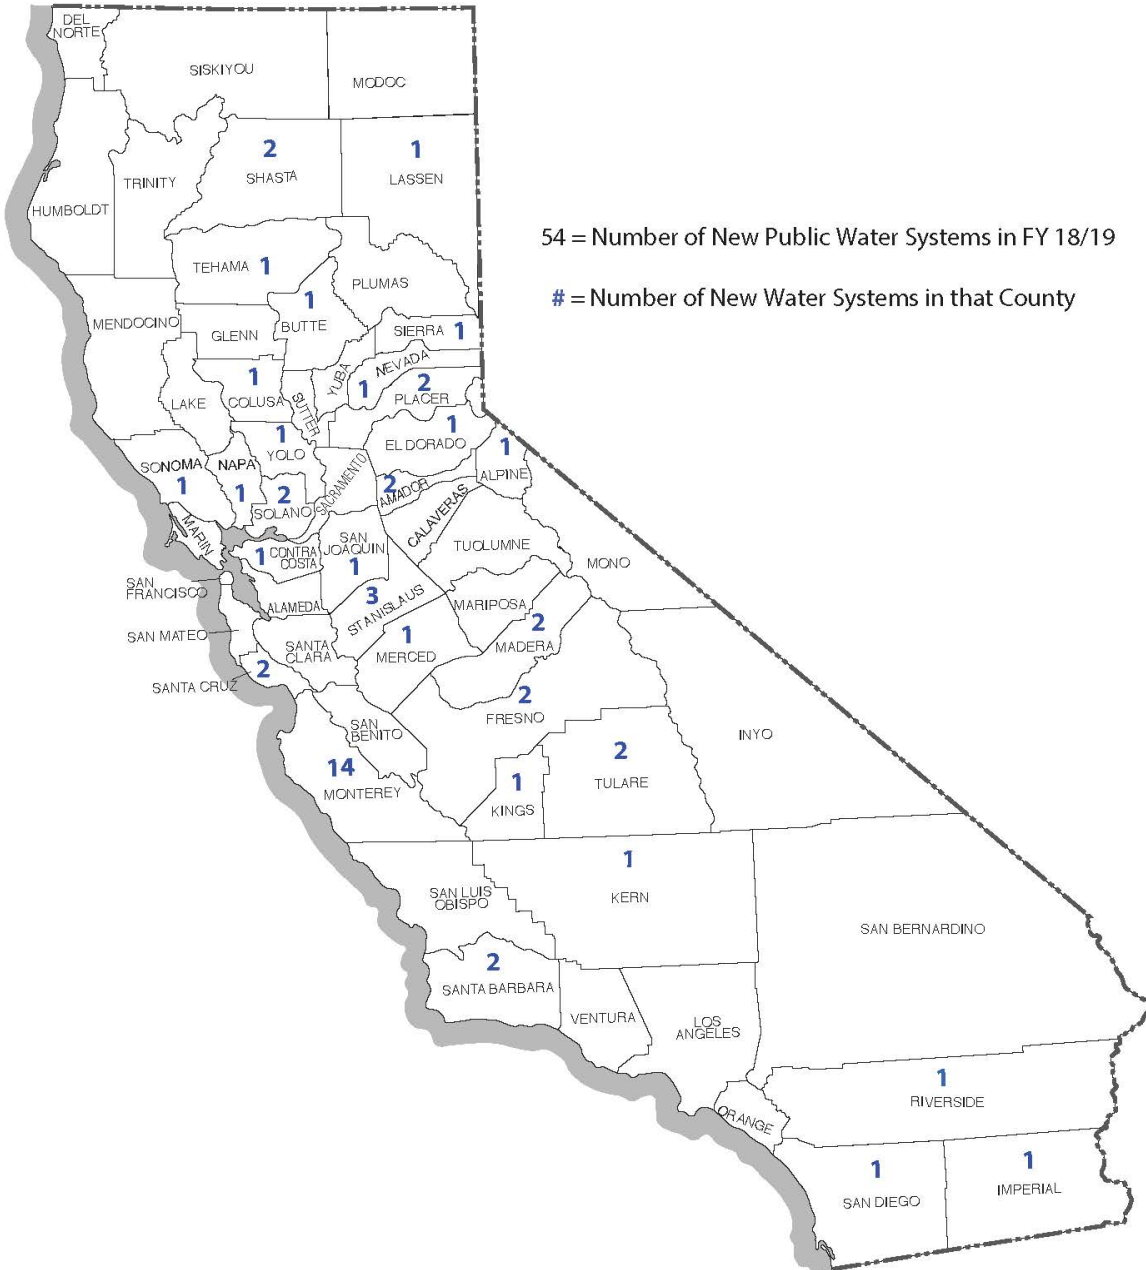 DEL
NORTE
SISKIYOU
MODOC
2
SHASTA
1
LASSEN
TRINITY
HUMBOLDT
54 = Number of New Public Water Systems in FY 18/19
# = Number of New Water Systems in that County
TEHAMA 1
PLUMAS
1
BUTTE
MENDOCINO
GLENN
SIERRA 1
NEVADA
1
YUBA
2
PLACER
1
COLUSA
SUTTER
LAKE
1
EL DORADO
1
YOLO
1
ALPINE
SONOMA
1
NAPA
1
2
SOLANO
SACRAMENTO
2
AMADOR
CALAVERAS
MARIN
SAN
JOAQUIN
1
TUOLUMNE
MONO
1 CONTRA
COSTA
SAN
FRANCISCO
ALAMEDA
3
STANISLAUS
MARIPOSA
2
MADERA
SAN MATEO
SANTA
CLARA
1
MERCED
SANTA CRUZ
2
2
FRESNO
SAN
BENITO
INYO
14
MONTEREY
1
KINGS
2
TULARE
1
KERN
SAN LUIS
OBISPO
SAN BERNARDINO
2
SANTA BARBARA
VENTURA
LOS
ANGELES
1
RIVERSIDE
ORANGE
1
SAN DIEGO
1
IMPERIAL